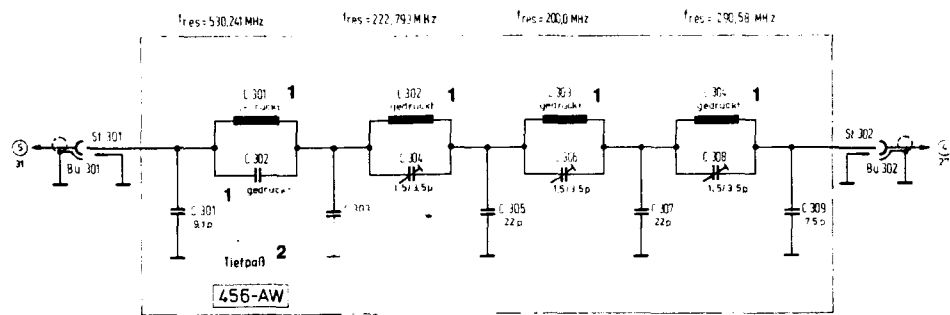 fres = 530,241 MHz
fres = 222,793 MHz
fres = 200,0 MHz
fres = 290,58 MHz
301
1
302
gedruckt
1
303
gedruckt
1
304
gedruckt
1
St 301
Bu 301
S
31
C 302
gedruckt
1
C 304
1,5/3,5p
C 306
1,5/3,5p
C 308
1,5/3,5p
St 302
Bu 302
C 301
9,1p
C 303
C 305
22p
C 307
22p
C 309
7,5p
Tiefpaß
2
456-AW